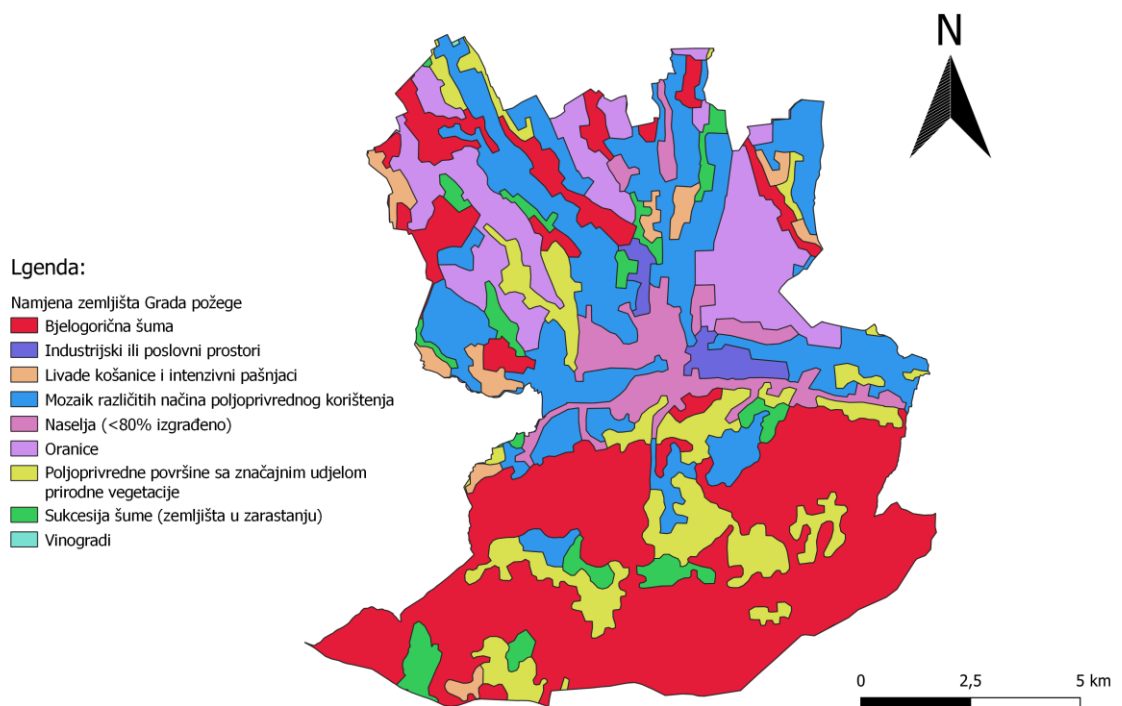 N
Lgenda:
Namjena zemljišta Grada požege
Bjelogorična šuma
Industrijski ili poslovni prostori
Livade košanice i intenzivni pašnjaci
Mozaik različitih načina poljoprivrednog korištenja
Naselja (<80% izgrađeno)
Oranice
Poljoprivredne površine sa značajnim udjelom
prirodne vegetacije
Sukcesija šume (zemljišta u zarastanju)
Vinogradi
0 2,5 5 km